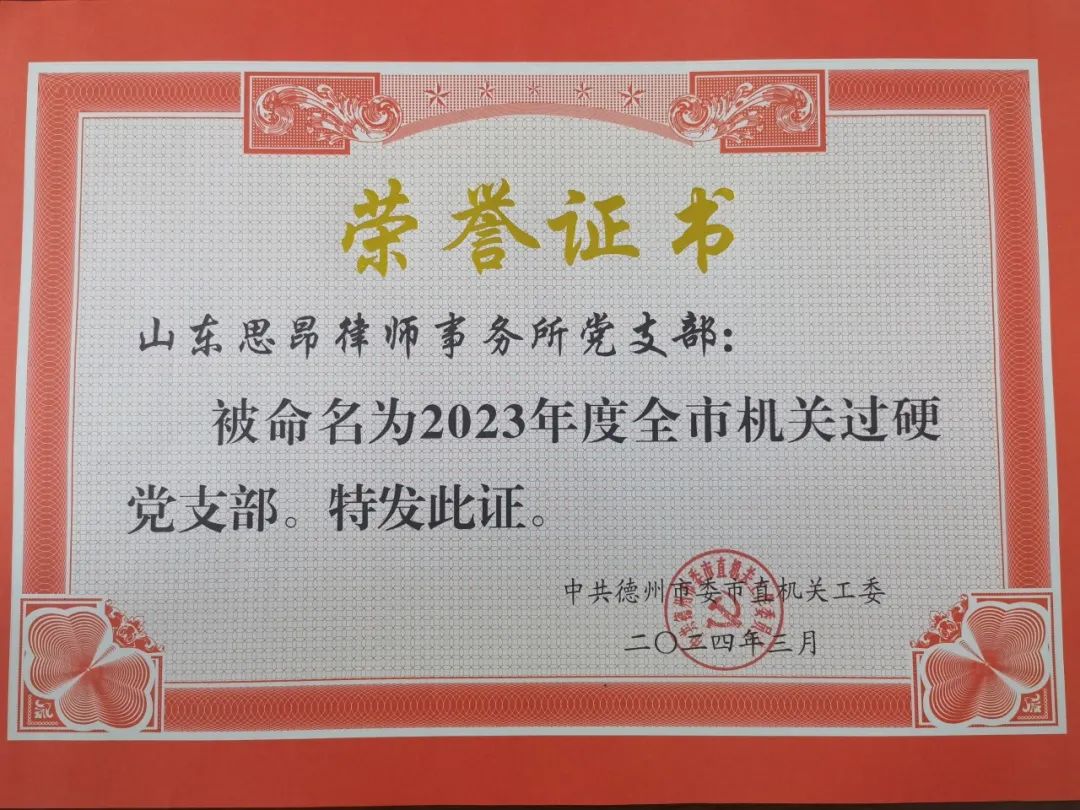 荣誉证书
山东思昂律师事务所党支部：
被命名为2023年度全市机关过硬
党支部。特发此证。
中共德州市委市直机关工委
二〇二四年三月